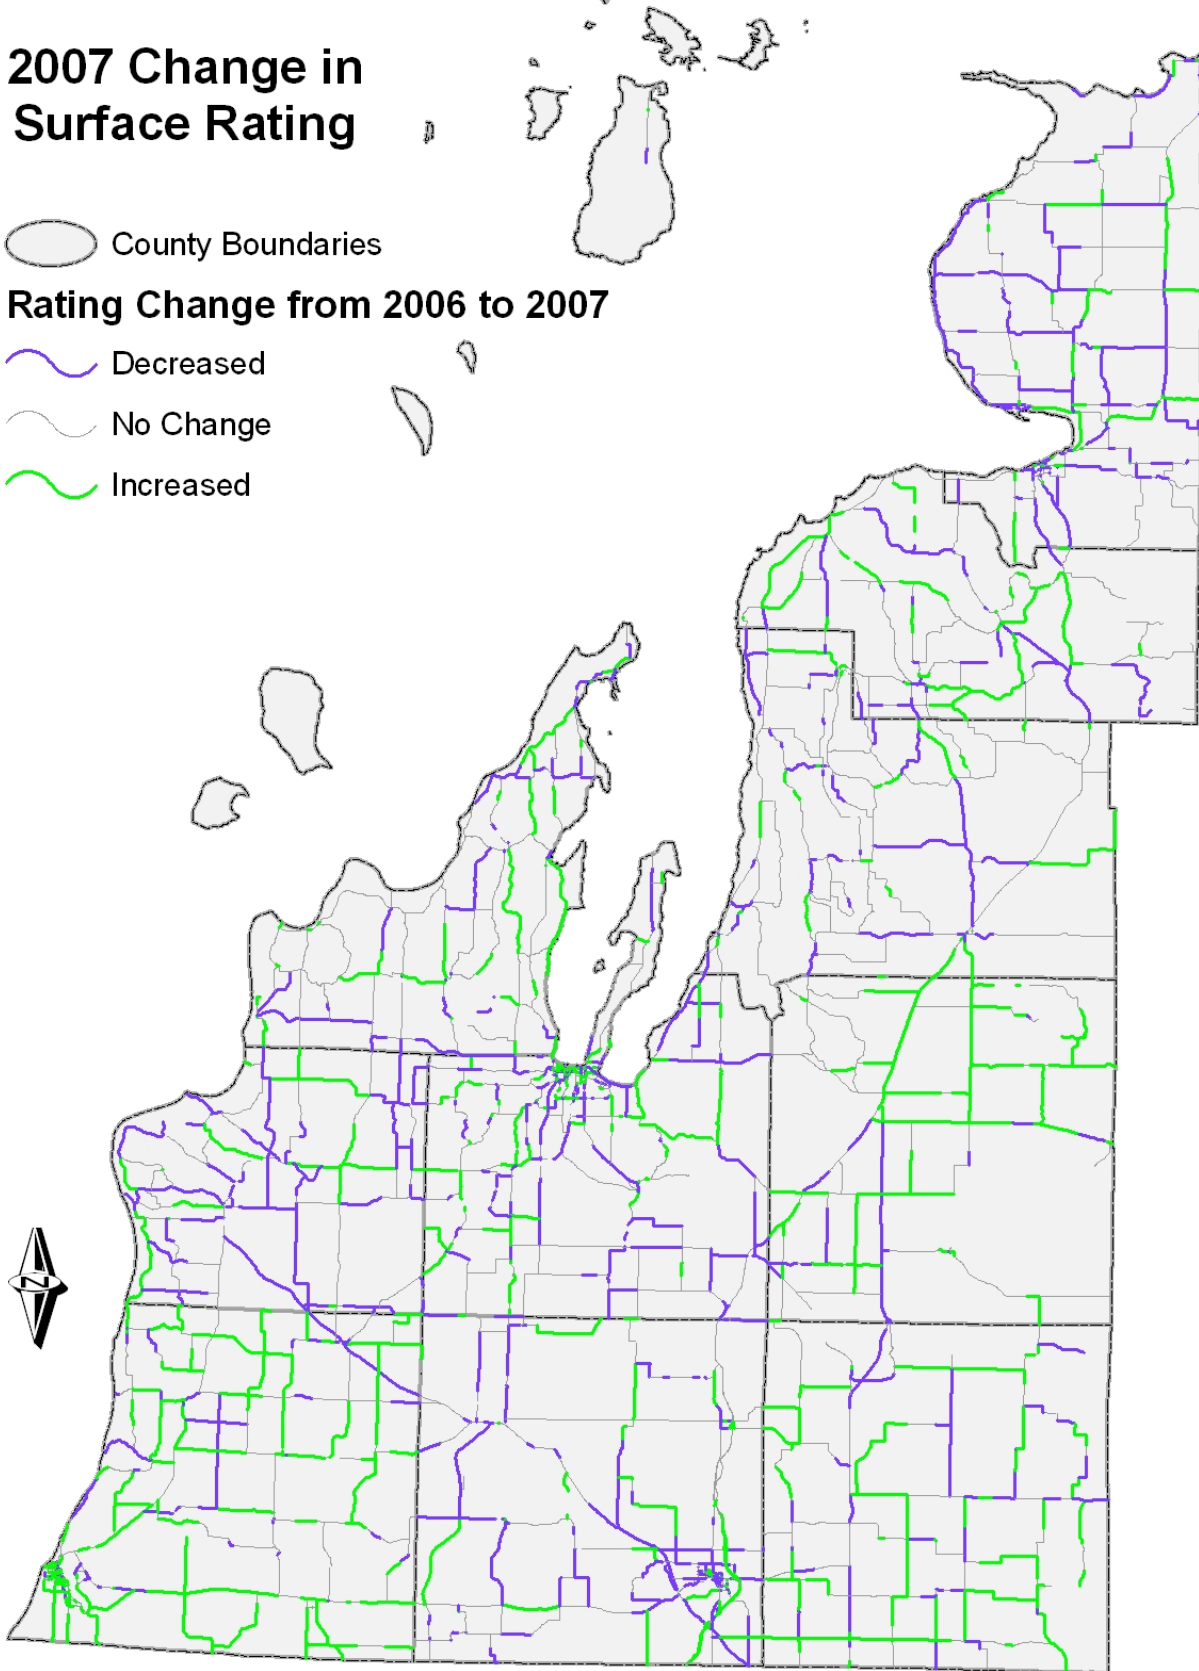 2007 Change in
Surface Rating
County Boundaries
Rating Change from 2006 to 2007
Decreased
No Change
Increased
N